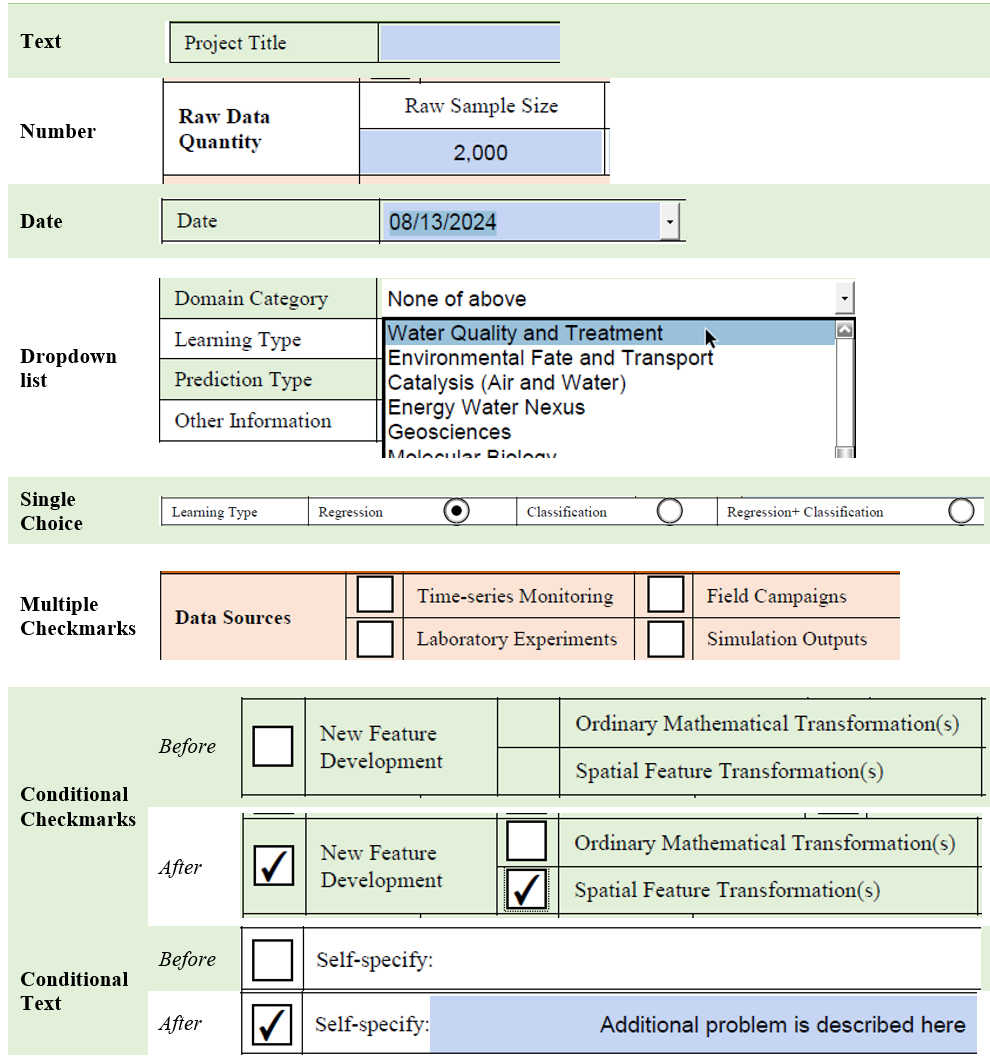 Text
Project Title
Number
Raw Data
Quantity
Raw Sample Size
2,000
Date
Date
08/13/2024
Dropdown
list
Domain Category
None of above
Learning Type
Water Quality and Treatment
Environmental Fate and Transport
Prediction Type
Catalysis (Air and Water)
Energy Water Nexus
Other Information
Geosciences
Molecular Biology
Single
Choice
Learning Type Regression Classification Regression+ Classification
Multiple
Checkmarks
Data Sources
Time-series Monitoring Field Campaigns
Laboratory Experiments Simulation Outputs
Conditional
Checkmarks
Before
New Feature
Development
Ordinary Mathematical Transformation(s)
Spatial Feature Transformation(s)
After
New Feature
Development
Ordinary Mathematical Transformation(s)
Spatial Feature Transformation(s)
Conditional
Text
Before
Self-specify:
After
Self-specify: Additional problem is described here